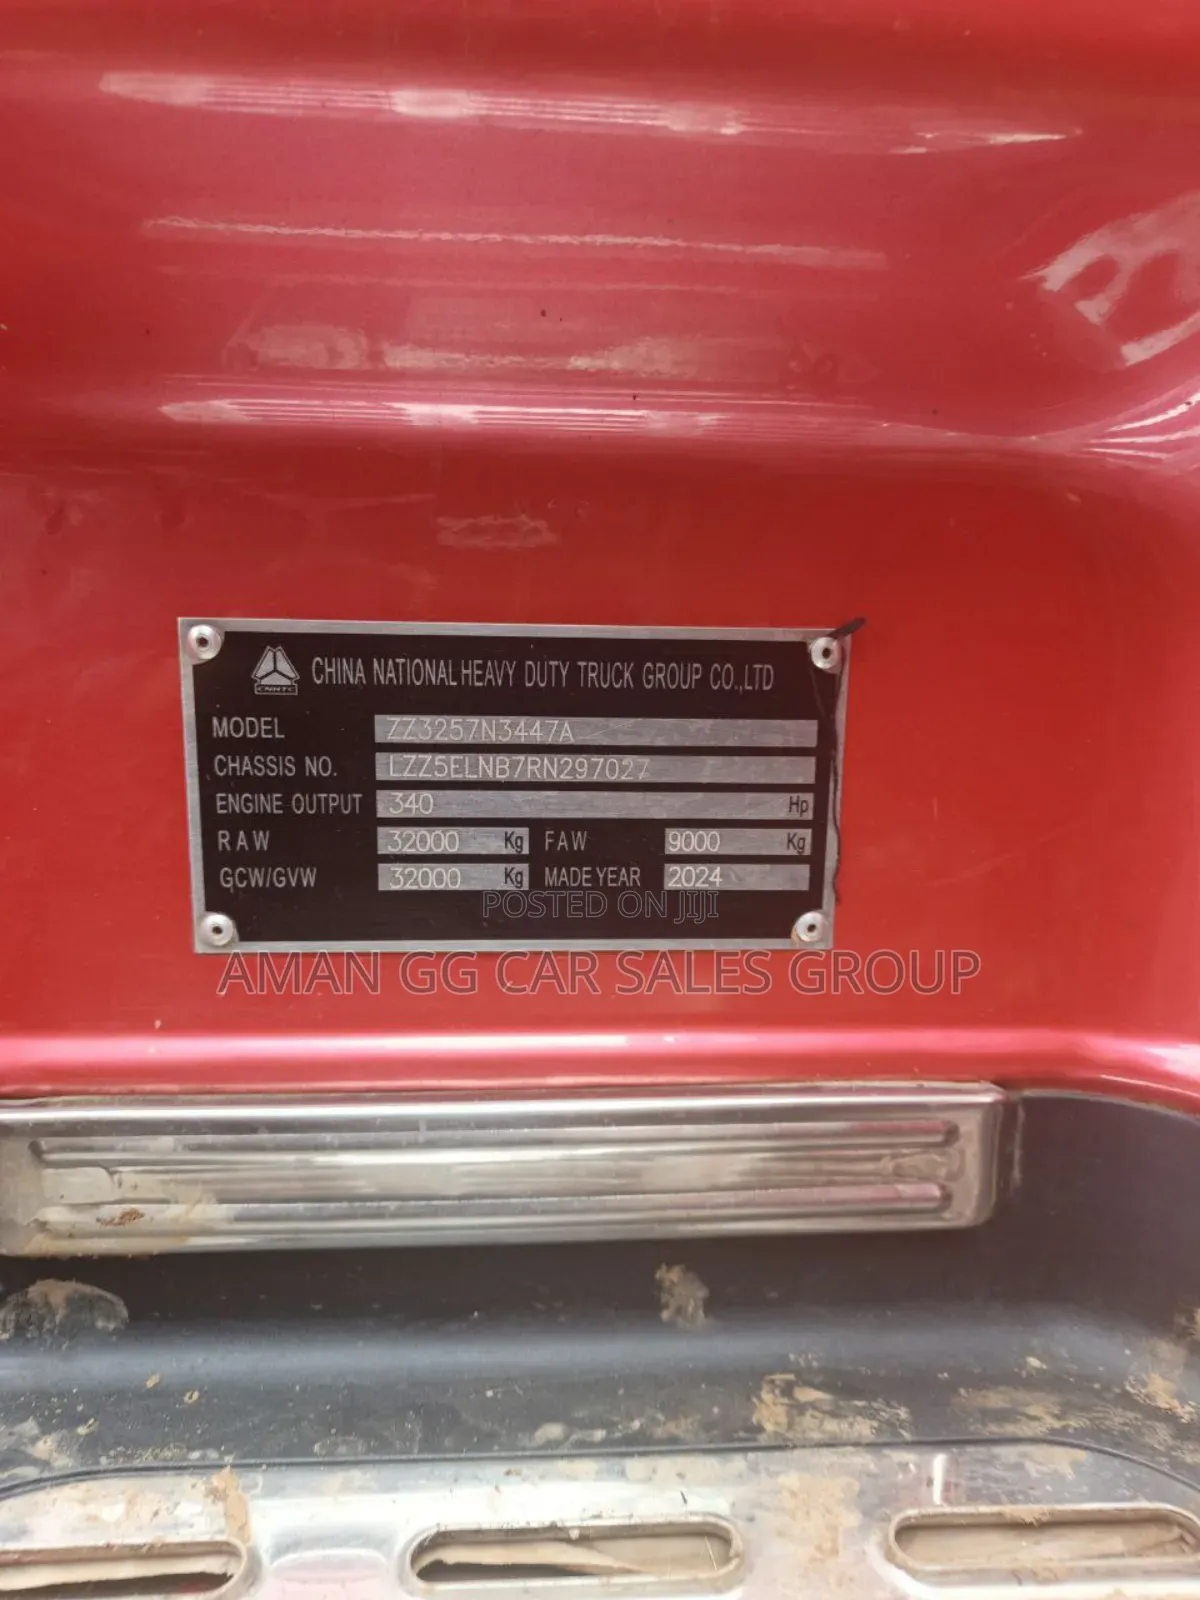 CNHTC
CHINA NATIONAL HEAVY DUTY TRUCK GROUP CO.,LTD
MODEL ZZ3257N3447A
CHASSIS NO. LZZ5ELNB7RN297027
ENGINE OUTPUT 340 Hp
RAW 32000 Kg FAW 9000 Kg
GCW/GVW 32000 Kg MADE YEAR 2024
POSTED ON JIJI
AMAN GG CAR SALES GROUP